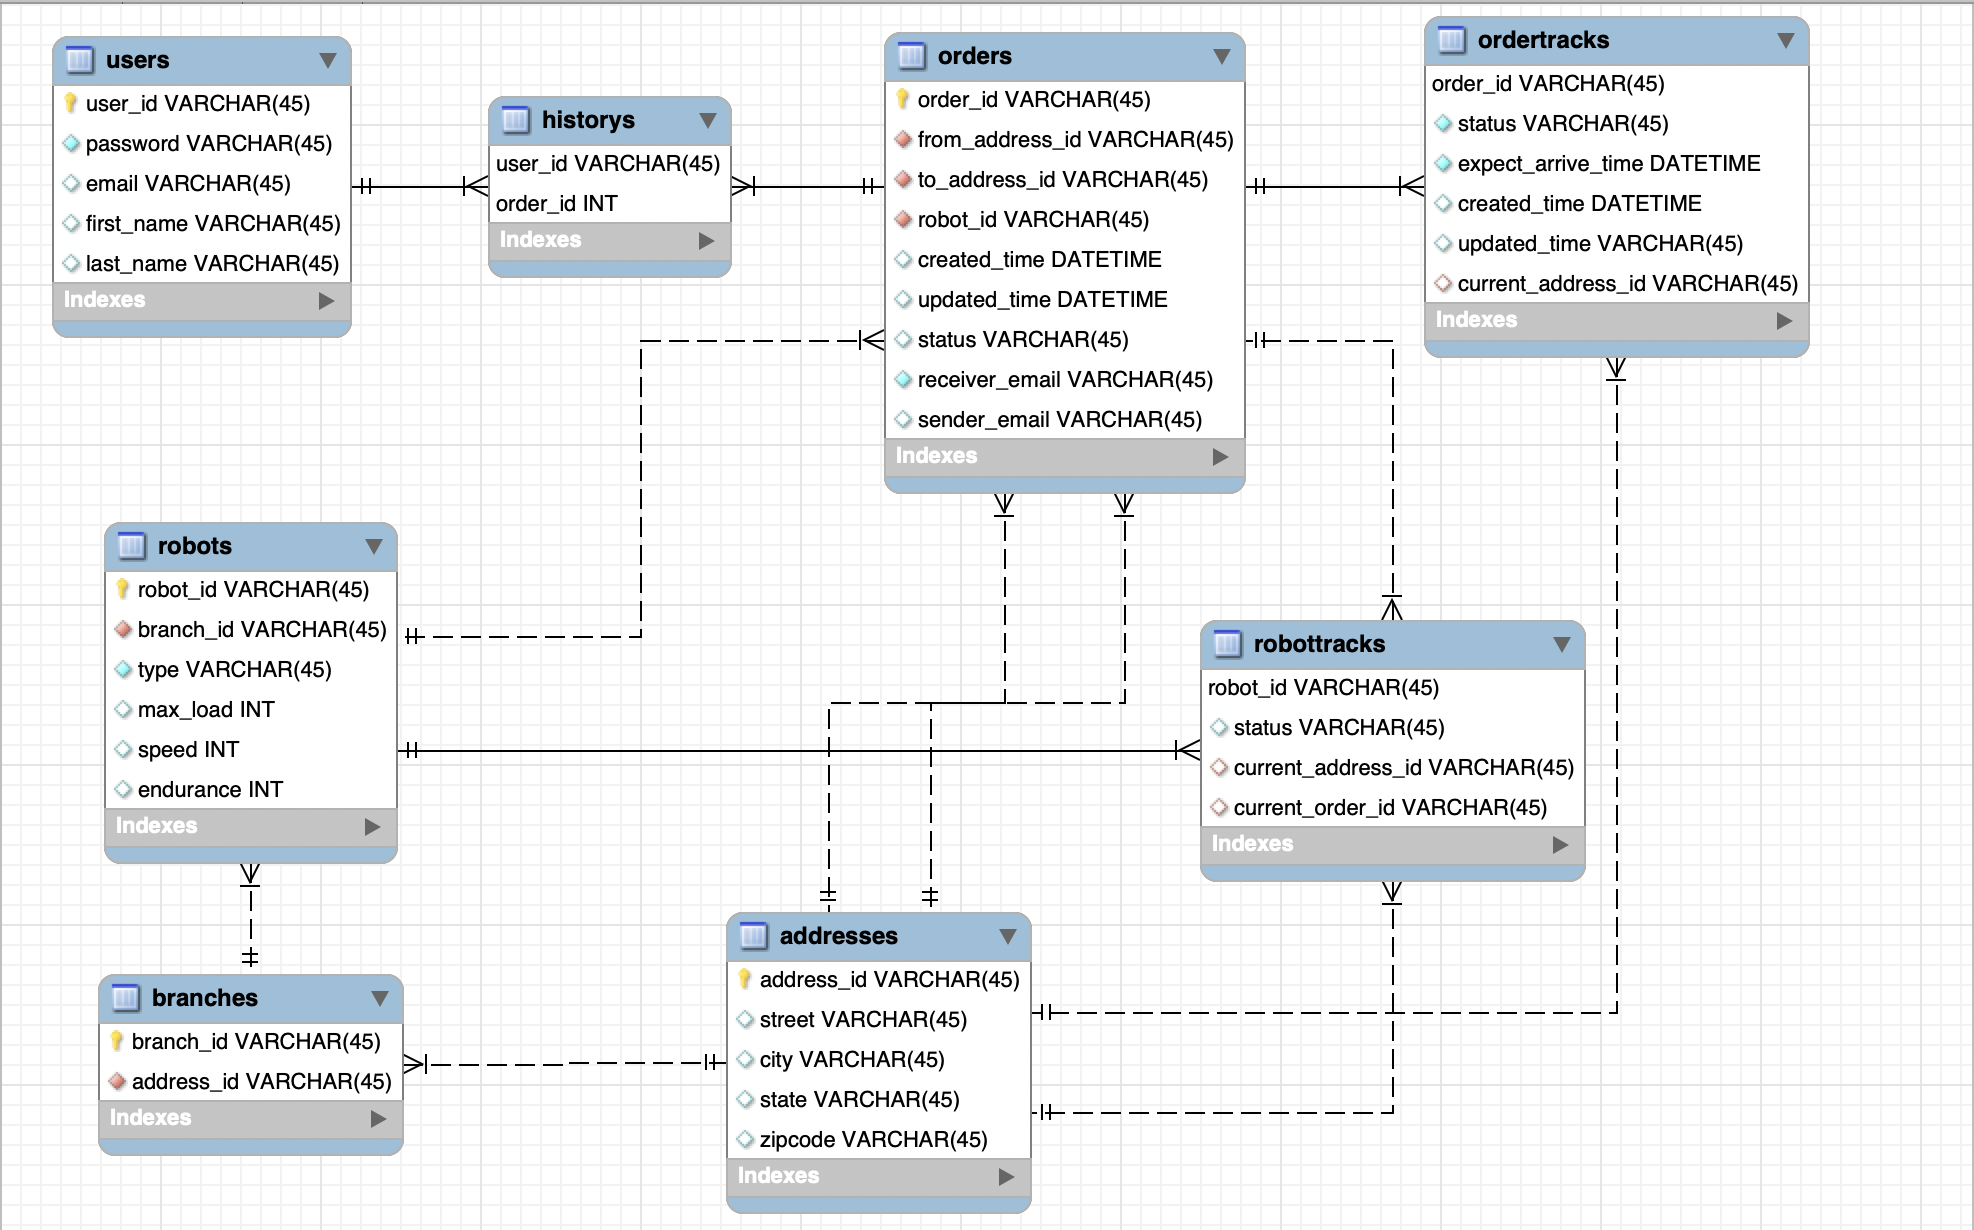 users
user_id VARCHAR(45)
password VARCHAR(45)
email VARCHAR(45)
first_name VARCHAR(45)
last_name VARCHAR(45)
Indexes
historys
user_id VARCHAR(45)
order_id INT
Indexes
orders
order_id VARCHAR(45)
from_address_id VARCHAR(45)
to_address_id VARCHAR(45)
robot_id VARCHAR(45)
created_time DATETIME
updated_time DATETIME
status VARCHAR(45)
receiver_email VARCHAR(45)
sender_email VARCHAR(45)
Indexes
ordertracks
order_id VARCHAR(45)
status VARCHAR(45)
expect_arrive_time DATETIME
created_time DATETIME
updated_time VARCHAR(45)
current_address_id VARCHAR(45)
Indexes
robots
robot_id VARCHAR(45)
branch_id VARCHAR(45)
type VARCHAR(45)
max_load INT
speed INT
endurance INT
Indexes
robottracks
robot_id VARCHAR(45)
status VARCHAR(45)
current_address_id VARCHAR(45)
current_order_id VARCHAR(45)
Indexes
branches
branch_id VARCHAR(45)
address_id VARCHAR(45)
Indexes
addresses
address_id VARCHAR(45)
street VARCHAR(45)
city VARCHAR(45)
state VARCHAR(45)
zipcode VARCHAR(45)
Indexes